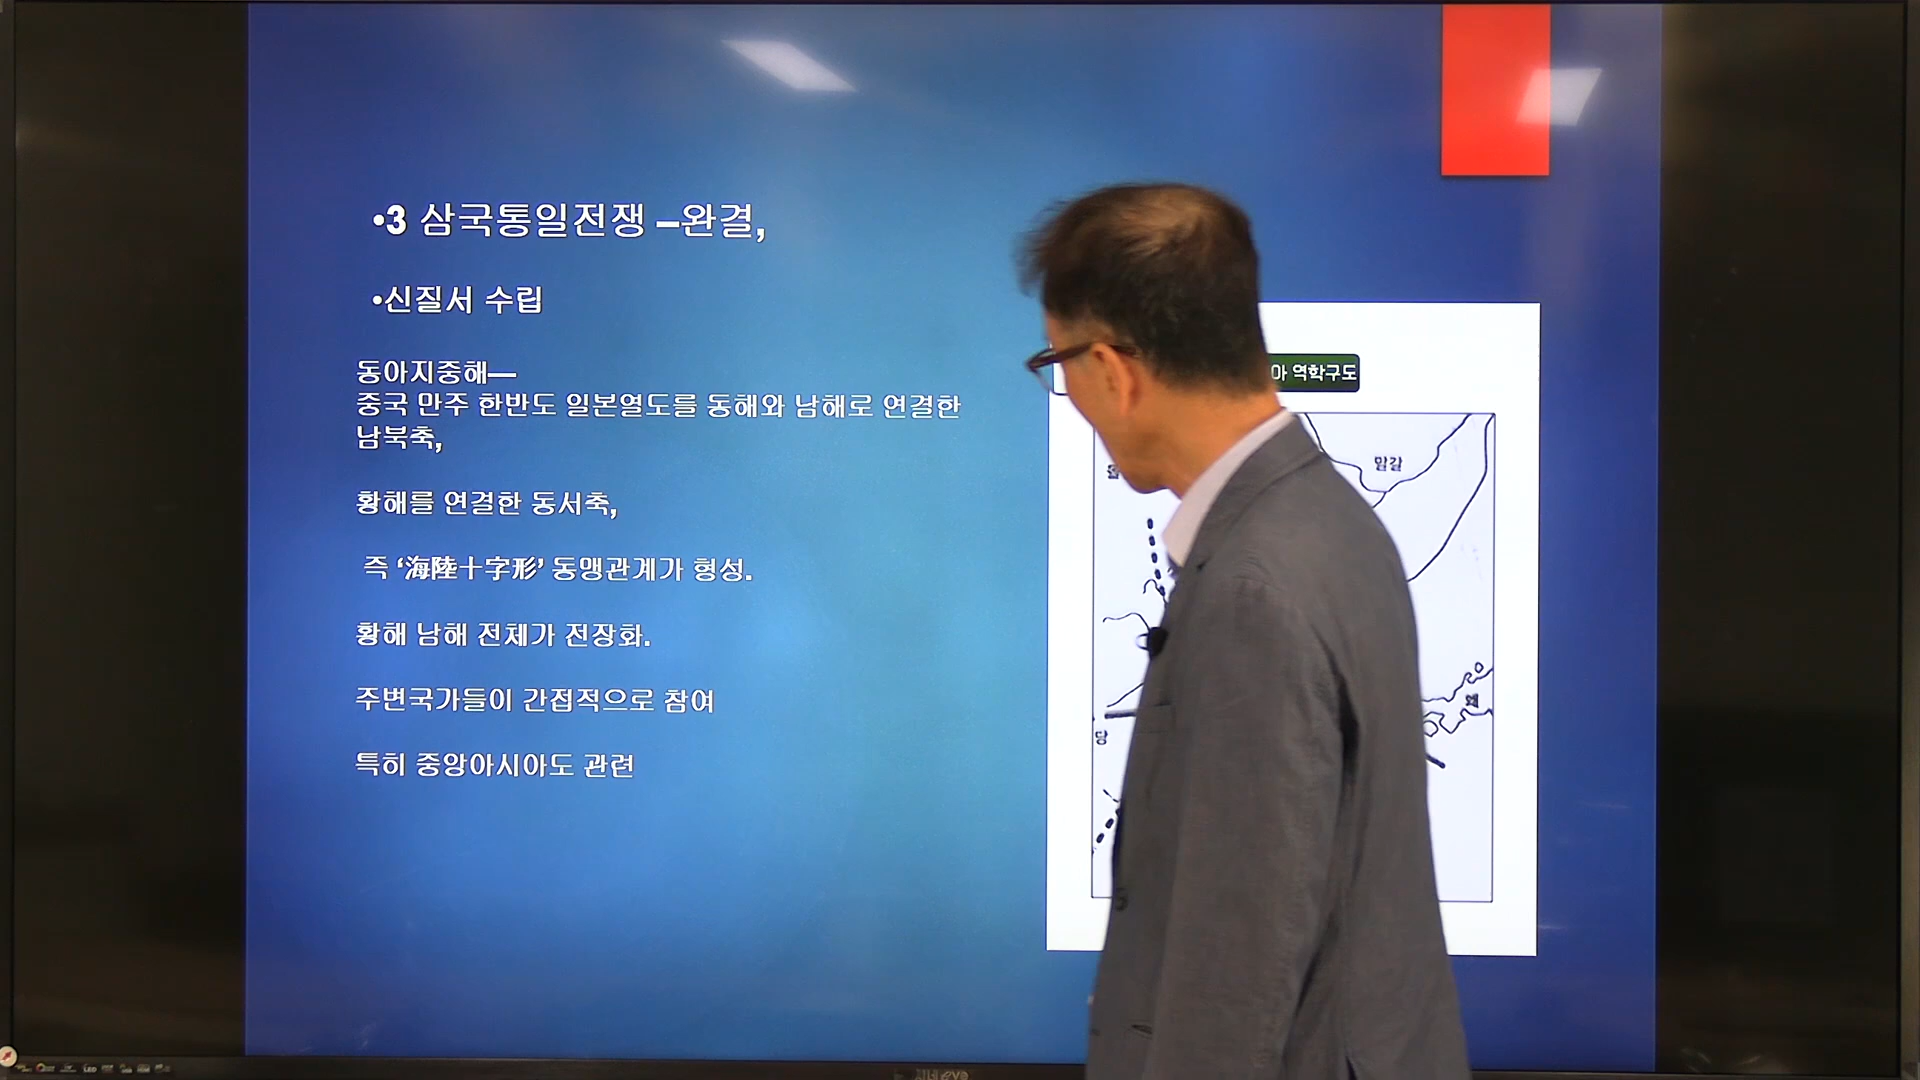 •3 삼국통일전쟁 –완결,
•신질서 수립
동아지중해—
중국 만주 한반도 일본열도를 동해와 남해로 연결한
남북축,
황해를 연결한 동서축,
즉 ‘海陸十字形’ 동맹관계가 형성.
황해 남해 전체가 전장화.
주변국가들이 간접적으로 참여
특히 중앙아시아도 관련
아 역학구도
말갈
당